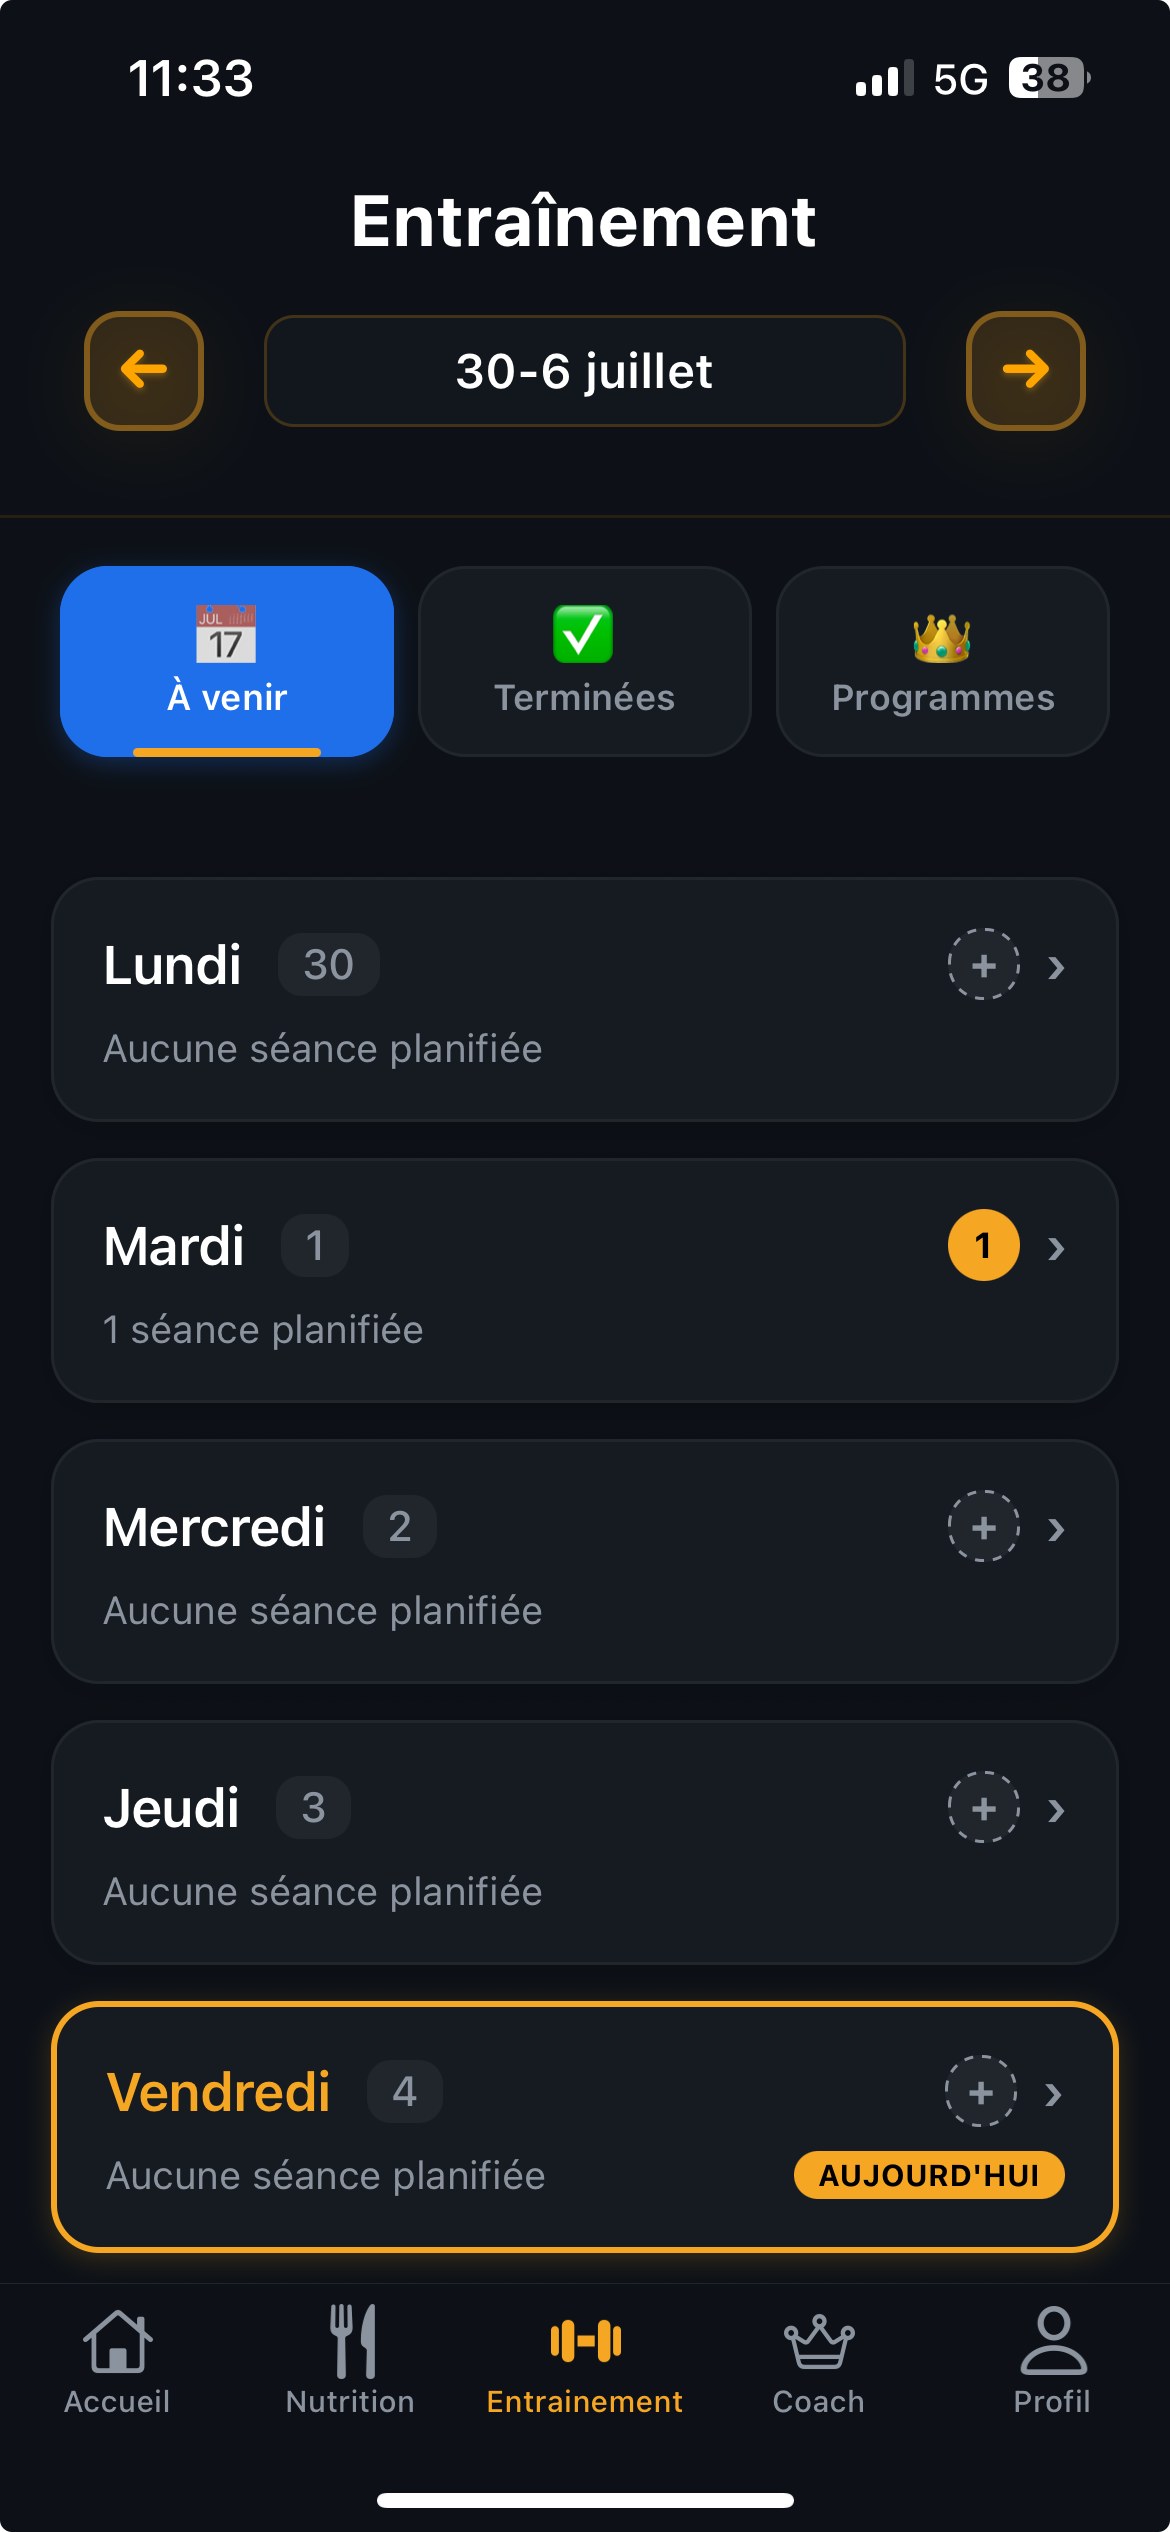 11:33 5G 38
Entraînement
30-6 juillet
JUL
17
À venir
Terminées
Programmes
Lundi 30
Aucune séance planifiée
Mardi 1 1
1 séance planifiée
Mercredi 2
Aucune séance planifiée
Jeudi 3
Aucune séance planifiée
Vendredi 4
Aucune séance planifiée AUJOURD'HUI
Accueil Nutrition Entrainement Coach Profil